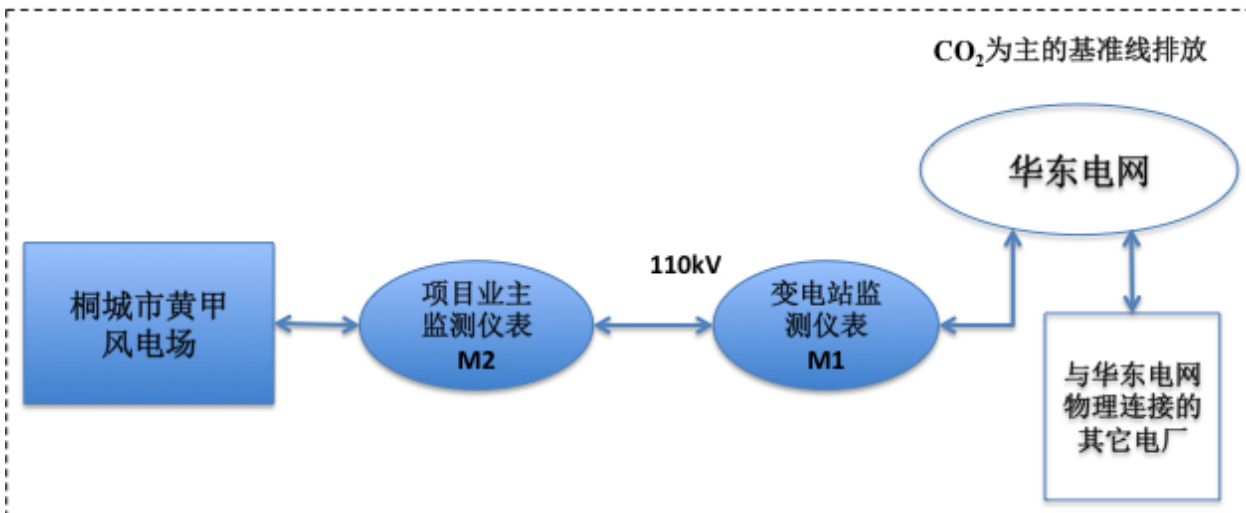 CO₂为主的基准线排放
华东电网
110kV
桐城市黄甲
风电场
项目业主
监测仪表
M2
变电站监
测仪表
M1
与华东电网
物理连接的
其它电厂